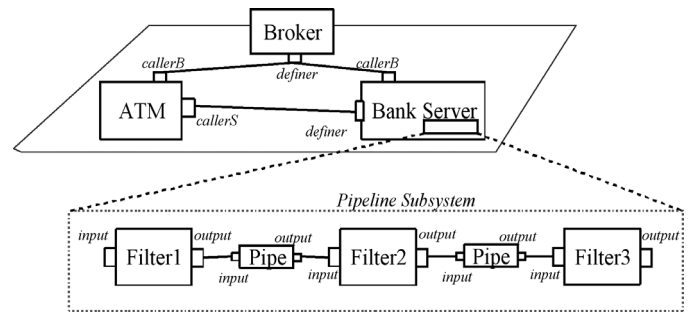 Broker
callerB
definer
callerB
ATM
callerS
definer
Bank Server
Pipeline Subsystem
input
Filter1
output
input
Pipe
output
input
Filter2
output
input
Pipe
output
input
Filter3
output